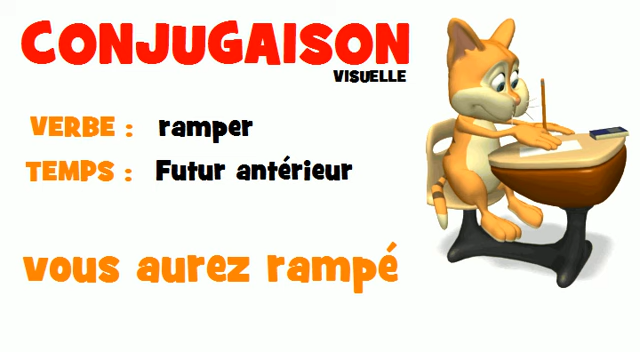 CONJUGAISON
VISUELLE
VERBE : ramper
TEMPS : Futur antérieur
vous aurez rampé